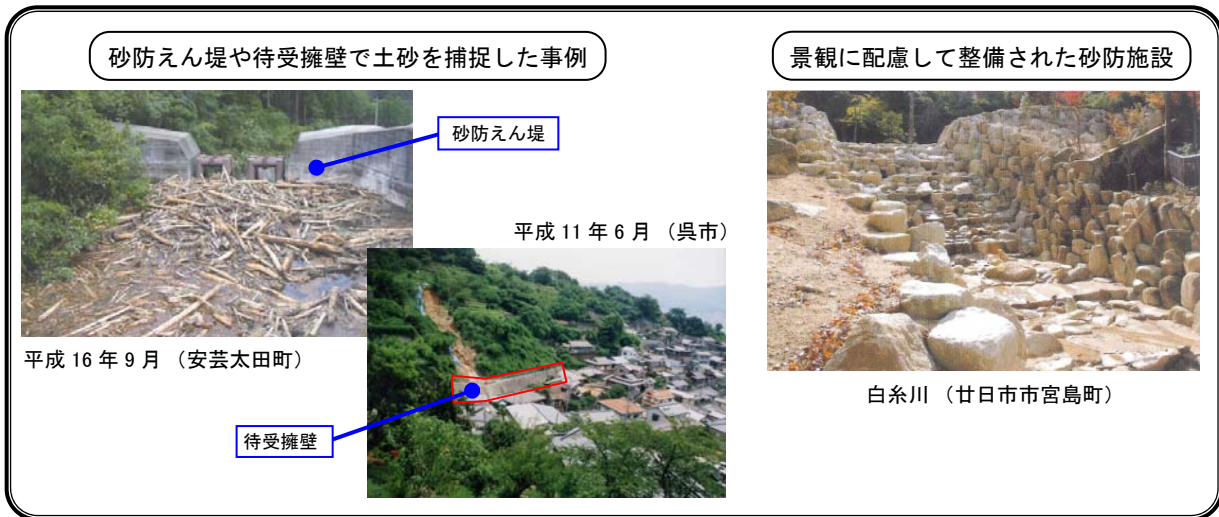 砂防えん堤や待受擁壁で土砂を捕捉した事例
景観に配慮して整備された砂防施設
砂防えん堤
平成 11 年 6 月 （呉市）
平成 16 年 9 月 （安芸太田町）
待受擁壁
白糸川 （廿日市市宮島町）